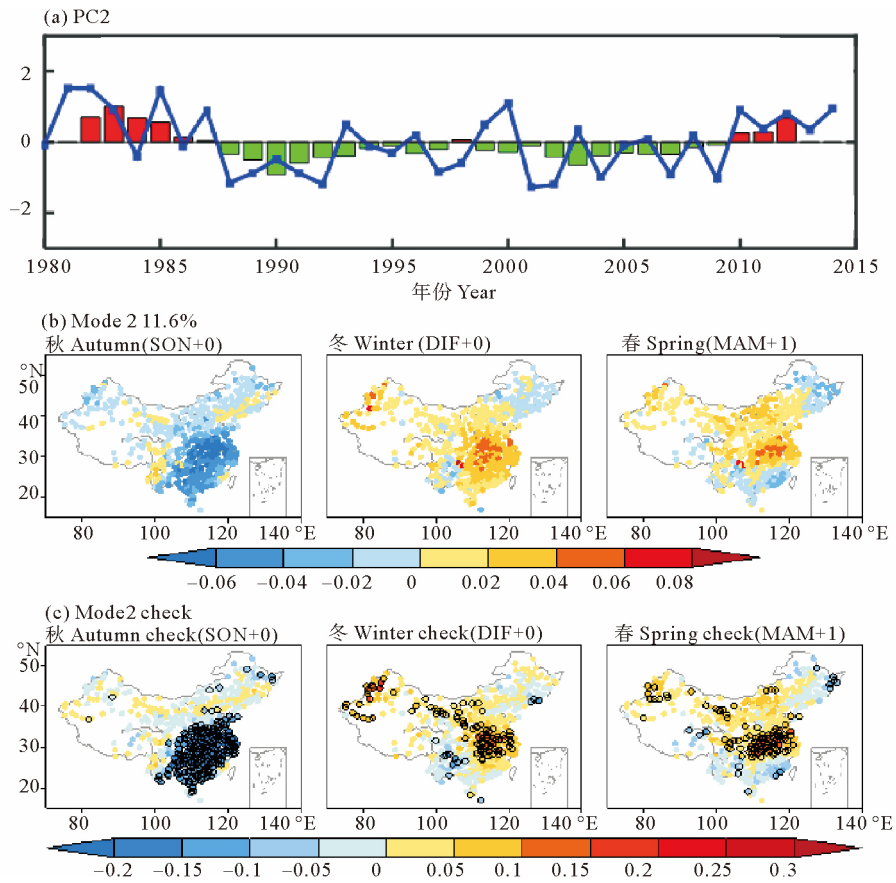 (a) PC2
2
0
−2
1980 1985 1990 1995 2000 2005 2010 2015
年份 Year
(b) Mode 2 11.6%
秋 Autumn(SON+0) 冬 Winter (DIF+0) 春 Spring(MAM+1)
°N
50
40
30
20
80 100 120 140 °E 80 100 120 140 °E 80 100 120 140 °E
−0.06 −0.04 −0.02 0 0.02 0.04 0.06 0.08
(c) Mode2 check
秋 Autumn check(SON+0) 冬 Winter check(DIF+0) 春 Spring check(MAM+1)
°N
50
40
30
20
80 100 120 140 °E 80 100 120 140 °E 80 100 120 140 °E
−0.2 −0.15 −0.1 −0.05 0 0.05 0.1 0.15 0.2 0.25 0.3